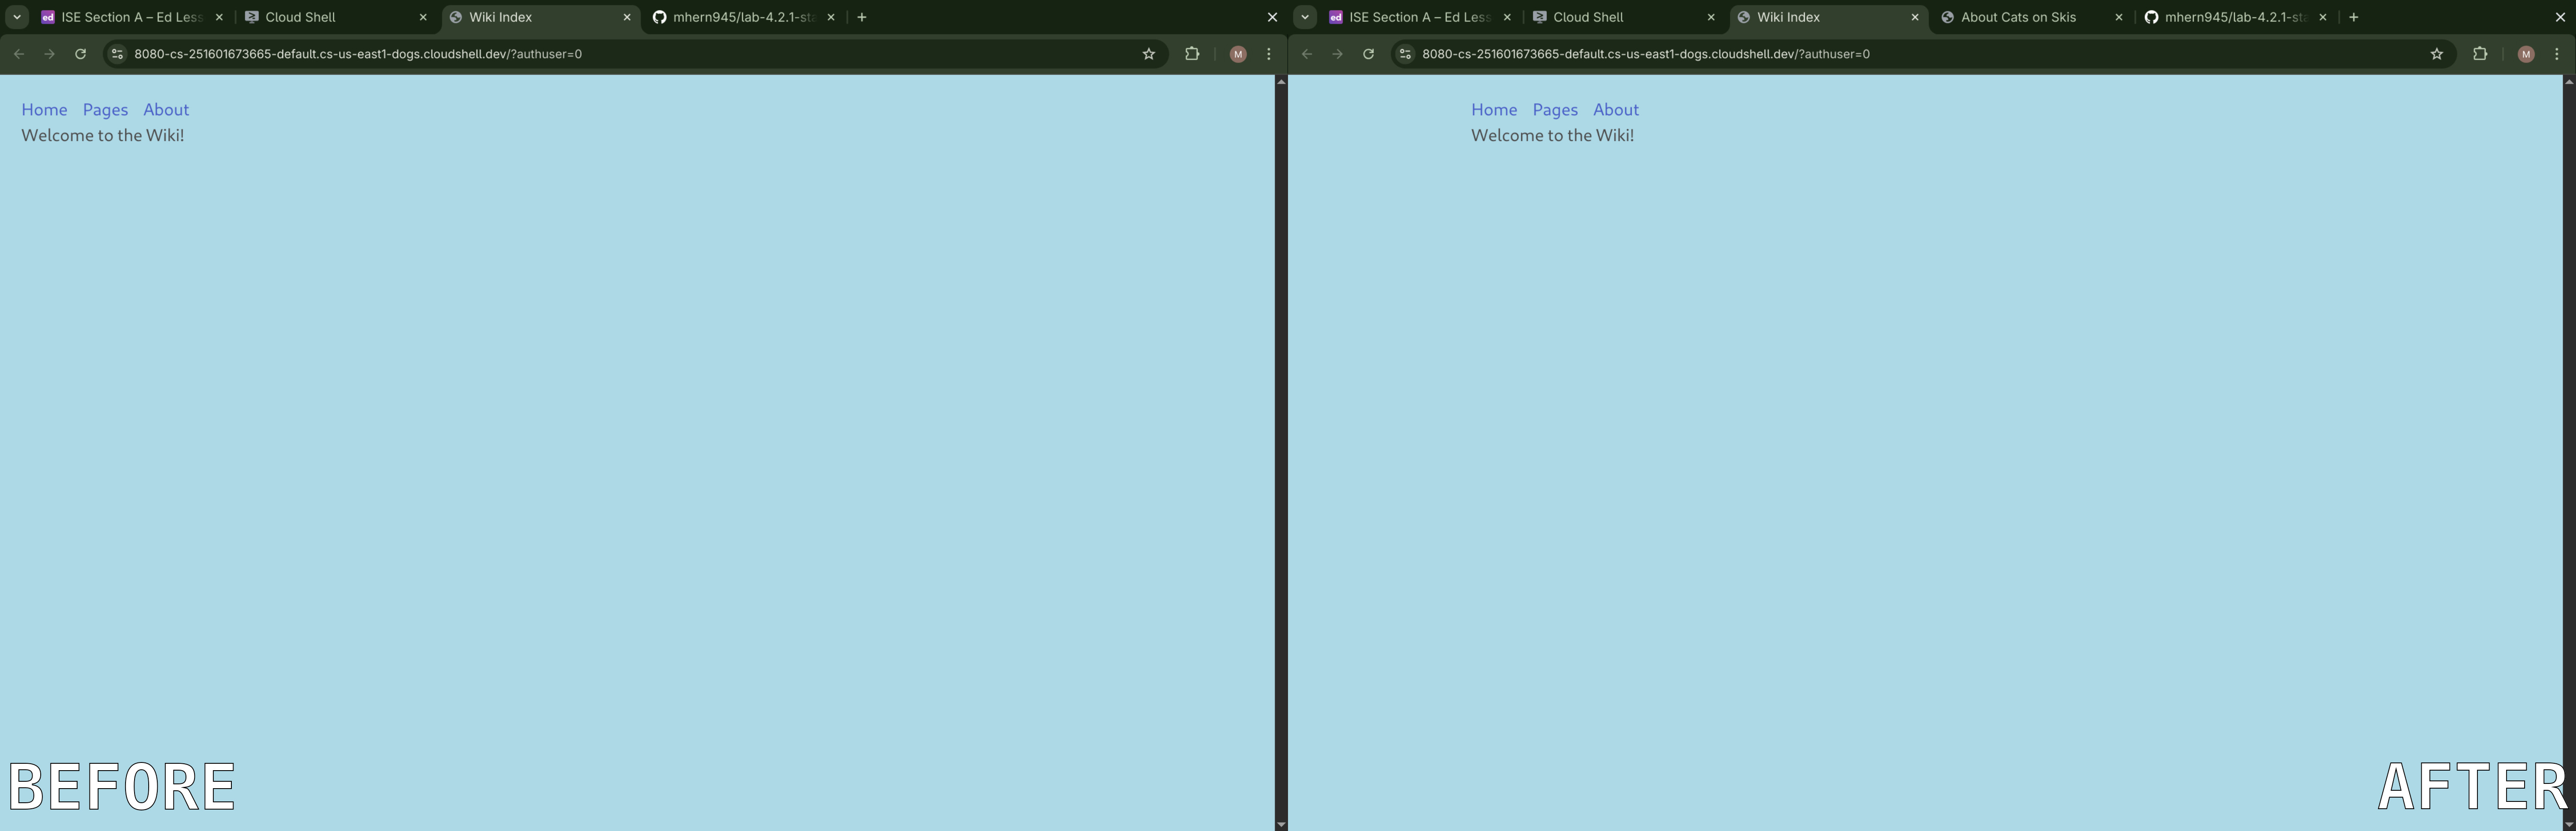 ISE Section A – Ed Less
Cloud Shell
Wiki Index
mhern945/lab-4.2.1-sta
8080-cs-251601673665-default.cs-us-east1-dogs.cloudshell.dev/?authuser=0
M
Home Pages About
Welcome to the Wiki!
BEFORE
ISE Section A – Ed Less
Cloud Shell
Wiki Index
About Cats on Skis
mhern945/lab-4.2.1-sta
8080-cs-251601673665-default.cs-us-east1-dogs.cloudshell.dev/?authuser=0
M
Home Pages About
Welcome to the Wiki!
AFTER